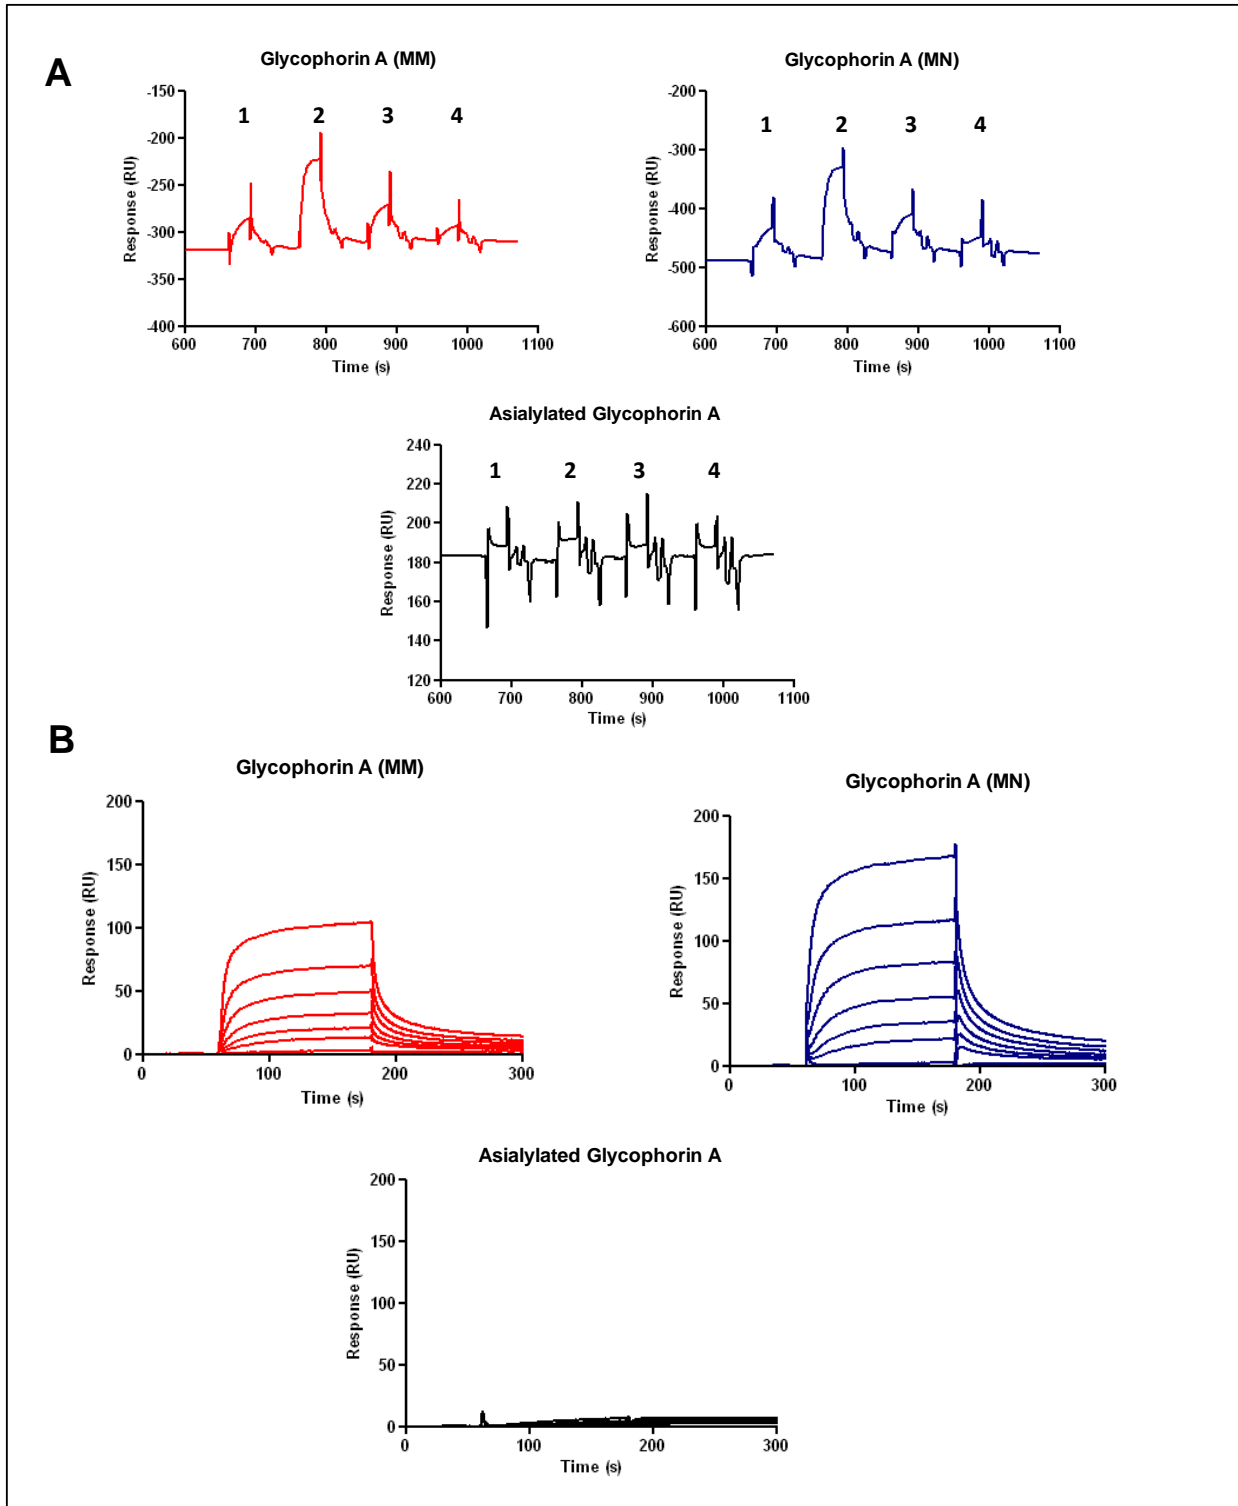 A
Glycophorin A (MM)
Response (RU)
-150
-200
-250
-300
-350
-400
1 2 3 4
600 700 800 900 1000 1100
Time (s)
Glycophorin A (MN)
Response (RU)
-200
-300
-400
-500
-600
1 2 3 4
600 700 800 900 1000 1100
Time (s)
Asialylated Glycophorin A
Response (RU)
240
220
200
180
160
140
120
1 2 3 4
600 700 800 900 1000 1100
Time (s)
B
Glycophorin A (MM)
Response (RU)
200
150
100
50
0
0 100 200 300
Time (s)
Glycophorin A (MN)
Response (RU)
200
150
100
50
0
0 100 200 300
Time (s)
Asialylated Glycophorin A
Response (RU)
200
150
100
50
0
0 100 200 300
Time (s)